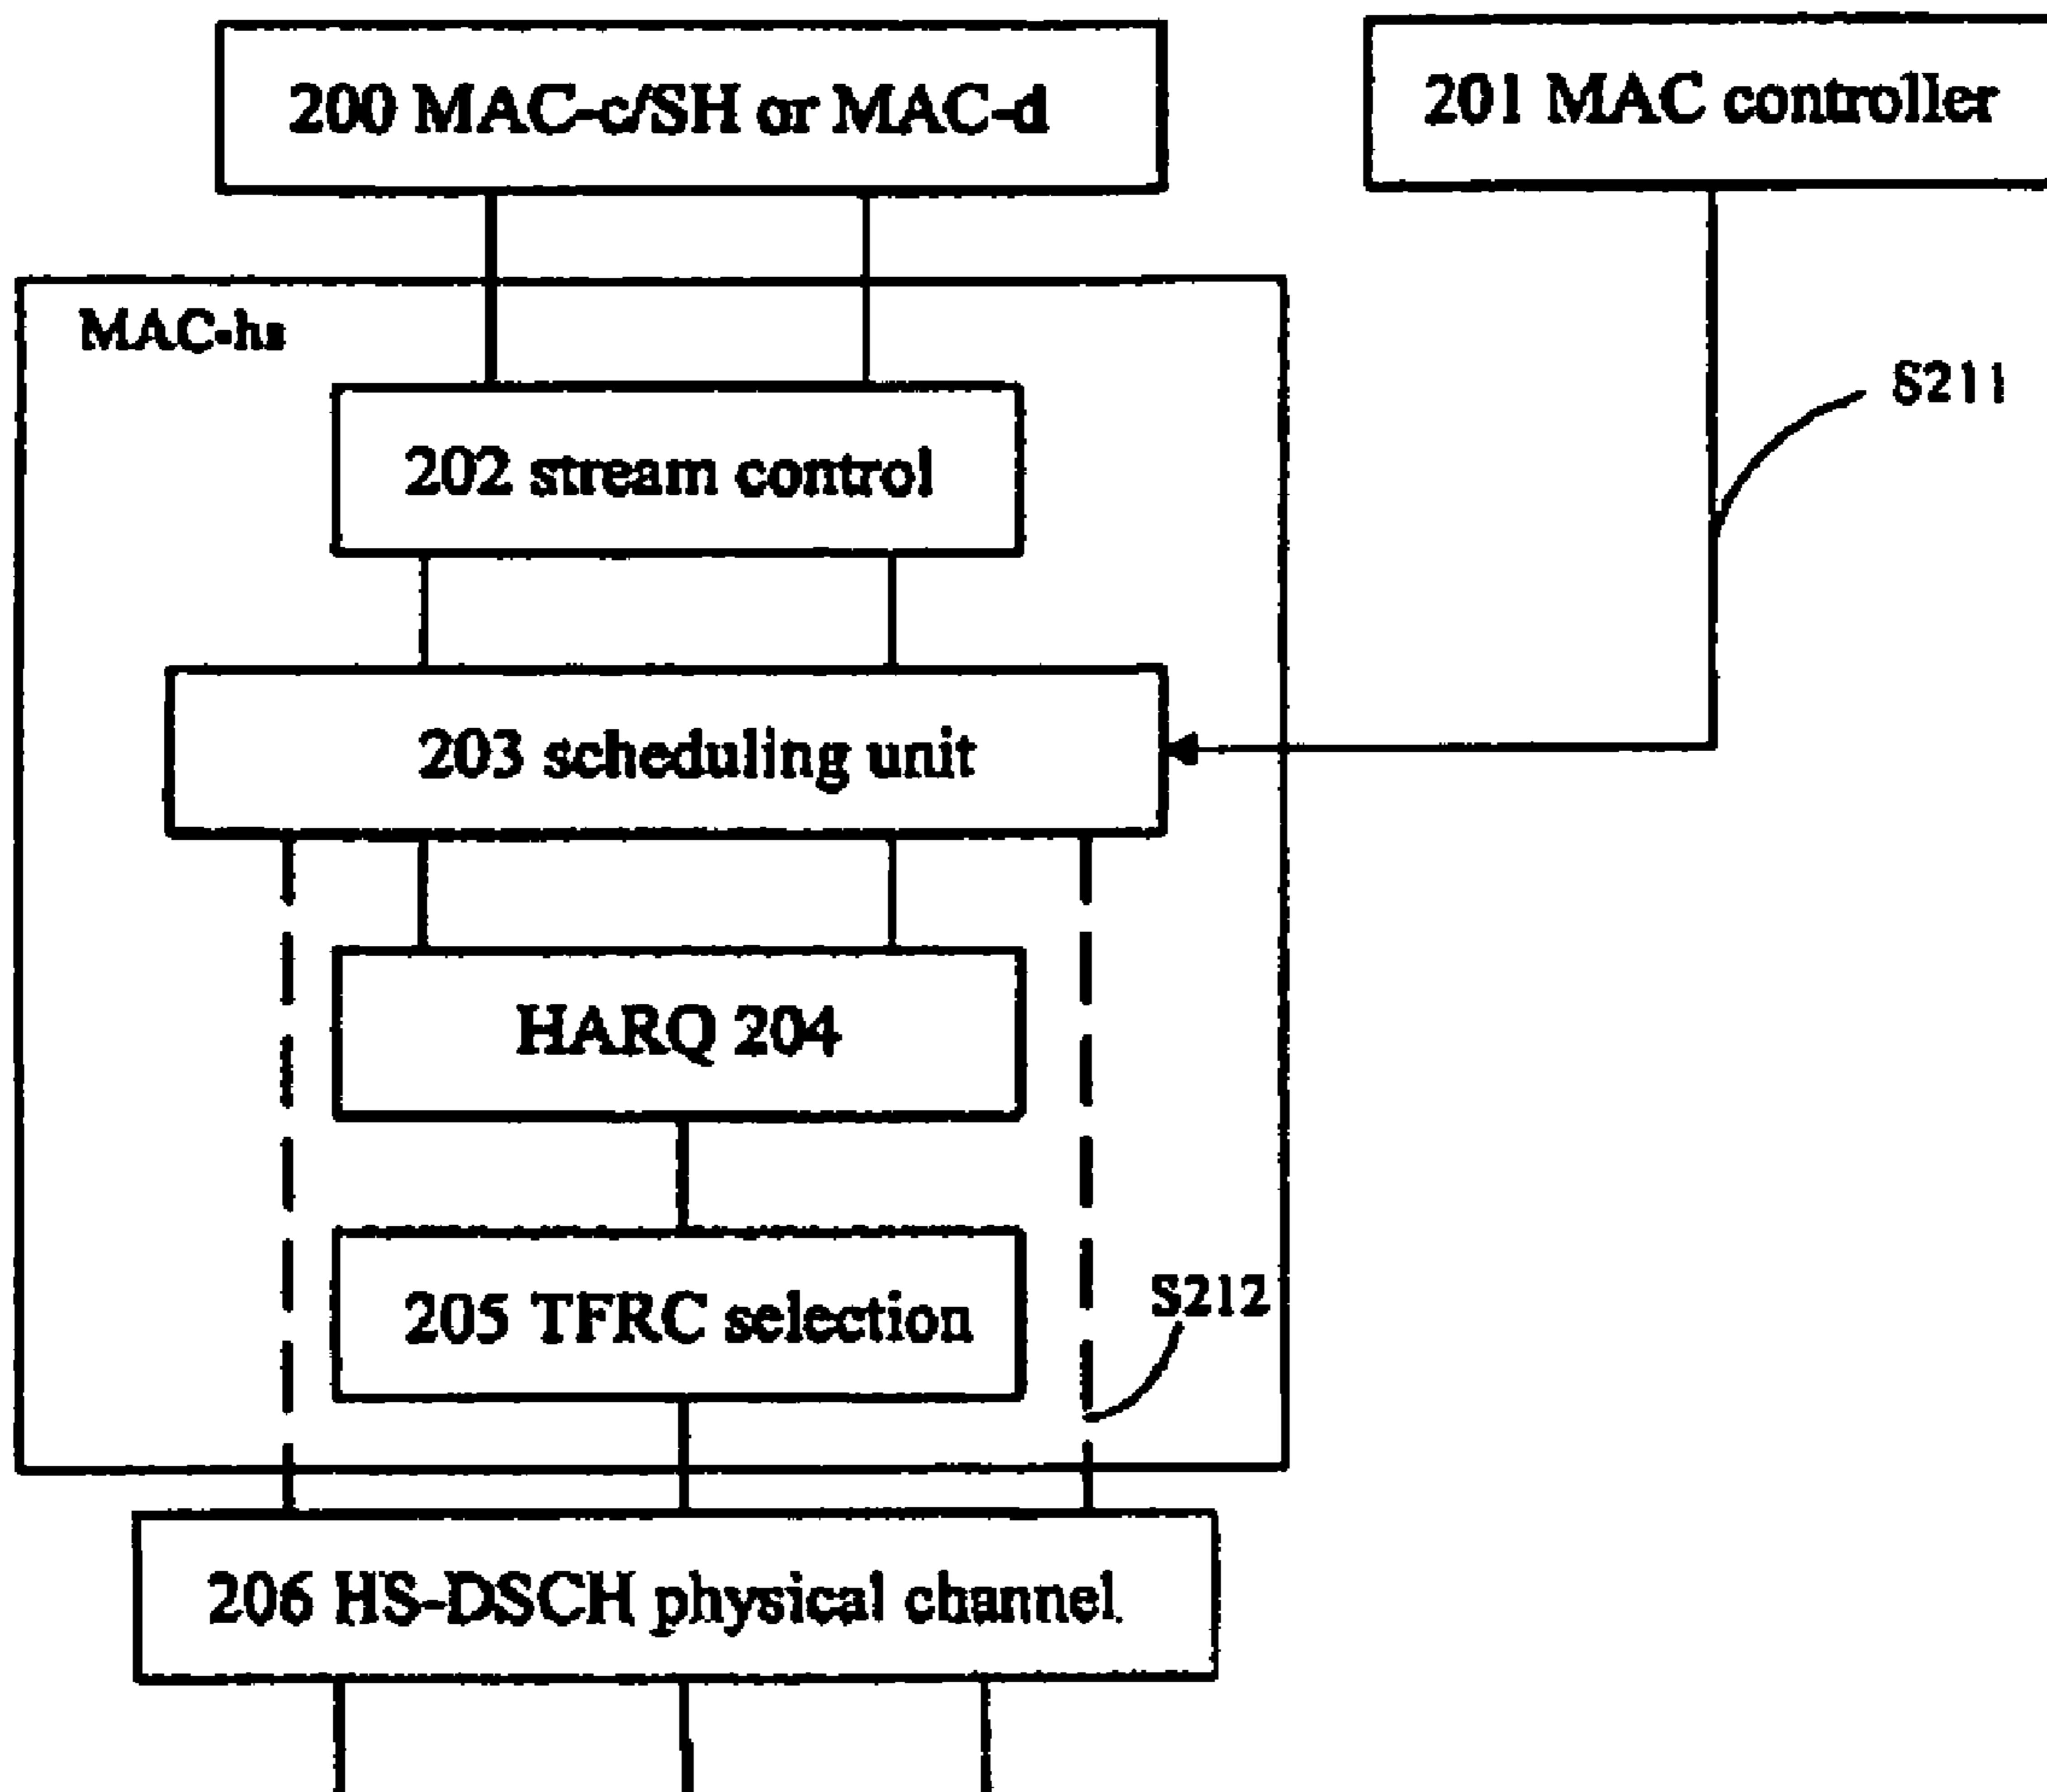 200 MAC-c/SH or MAC-d
201 MAC controller
MAC-hs
S211
202 stream control
203 scheduling unit
HARQ 204
205 TFRC selection
S212
206 HS-DSCH physical channel